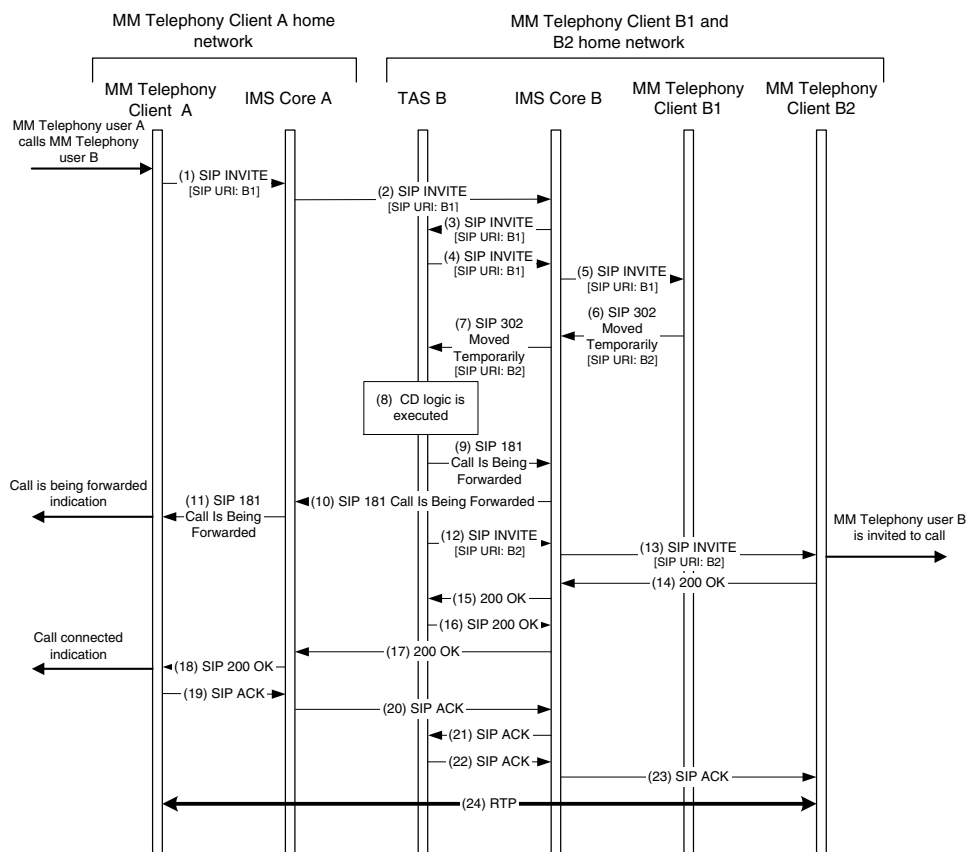 MM Telephony Client A home
network
MM Telephony Client B1 and
B2 home network
MM Telephony
Client A
IMS Core A
TAS B
IMS Core B
MM Telephony
Client B1
MM Telephony
Client B2
MM Telephony user A
calls MM Telephony
user B
(1) SIP INVITE
[SIP URI: B1]
(2) SIP INVITE
[SIP URI: B1]
(3) SIP INVITE
[SIP URI: B1]
(4) SIP INVITE
[SIP URI: B1]
(5) SIP INVITE
[SIP URI: B1]
(6) SIP 302
Moved
Temporarily
[SIP URI: B2]
(7) SIP 302
Moved
Temporarily
[SIP URI: B2]
(8) CD logic is
executed
(9) SIP 181
Call Is Being
Forwarded
(10) SIP 181 Call Is Being Forwarded
Call is being forwarded
indication
(11) SIP 181
Call Is Being
Forwarded
(12) SIP INVITE
[SIP URI: B2]
(13) SIP INVITE
[SIP URI: B2]
MM Telephony user B
is invited to call
(14) 200 OK
(15) 200 OK
(16) SIP 200 OK
(17) 200 OK
Call connected
indication
(18) SIP 200 OK
(19) SIP ACK
(20) SIP ACK
(21) SIP ACK
(22) SIP ACK
(23) SIP ACK
(24) RTP